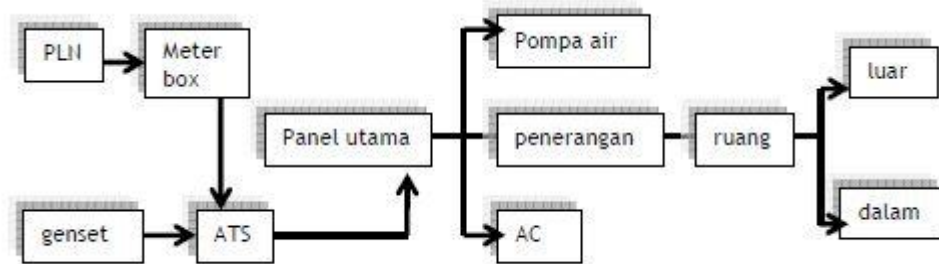 PLN
Meter
box
Pompa air
luar
Panel utama
penerangan
ruang
genset
ATS
AC
dalam